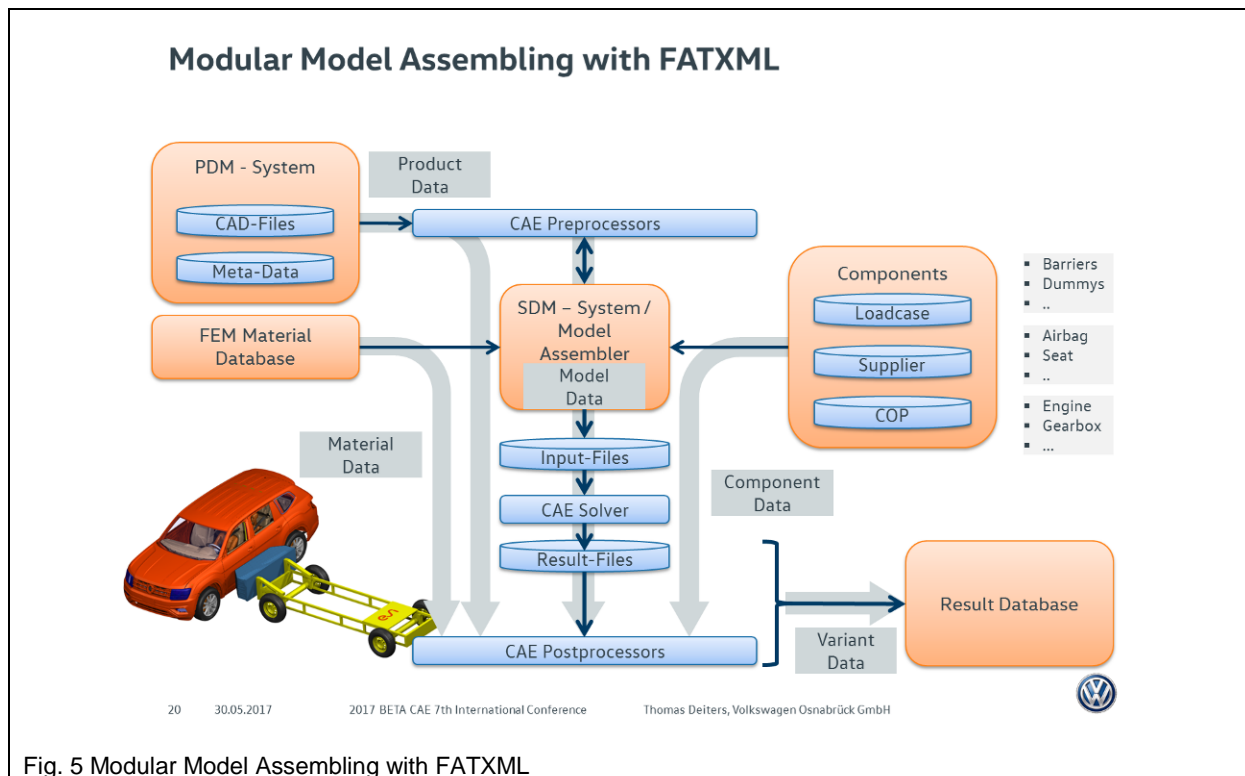 Modular Model Assembling with FATXML
PDM - System
CAD-Files
Meta-Data
Product
Data
CAE Preprocessors
FEM Material
Database
SDM – System /
Model
Assembler
Model
Data
Components
Loadcase
Supplier
COP
▪ Barriers
▪ Dummys
▪ ..
▪ Airbag
▪ Seat
▪ ..
▪ Engine
▪ Gearbox
▪ ...
Material
Data
Input-Files
CAE Solver
Result-Files
Component
Data
CAE Postprocessors
Variant
Data
Result Database
20 30.05.2017 2017 BETA CAE 7th International Conference Thomas Deiters, Volkswagen Osnabrück GmbH
Fig. 5 Modular Model Assembling with FATXML